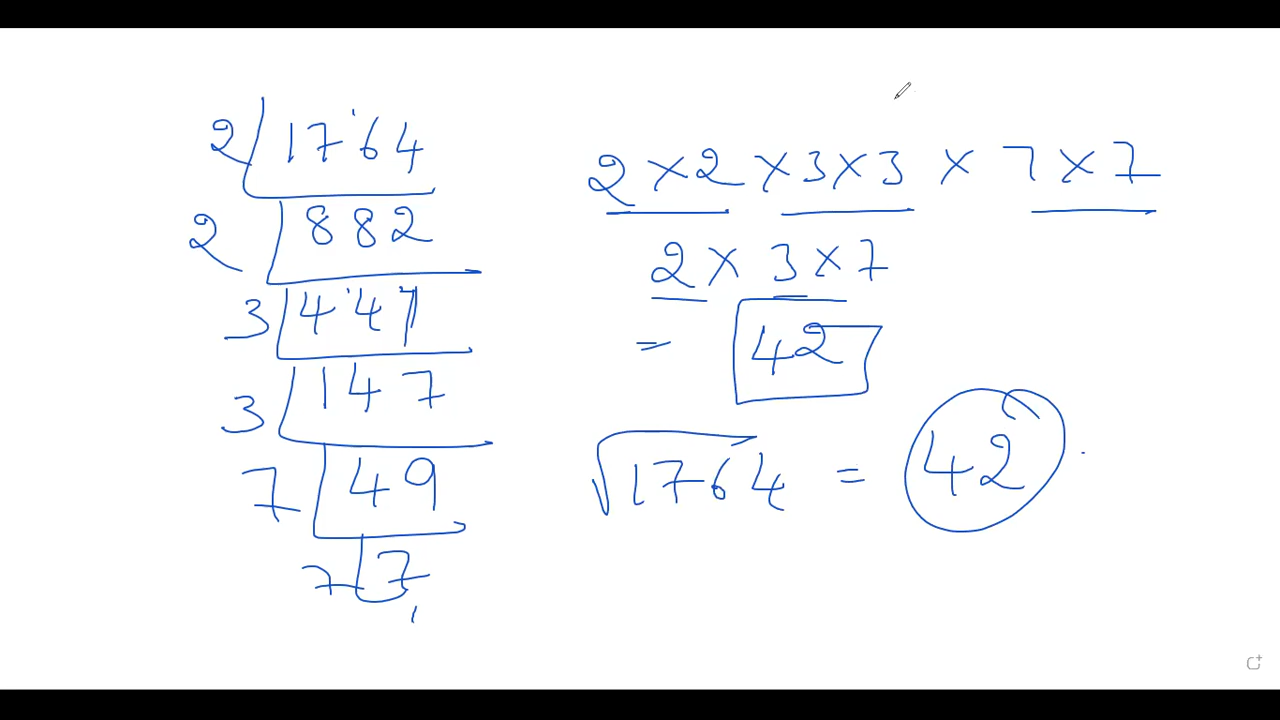 2 | 1764
2 | 882
3 | 441
3 | 147
7 | 49
7 | 7
1
2 × 2 × 3 × 3 × 7 × 7
2 × 3 × 7
= 42
√1764 = 42